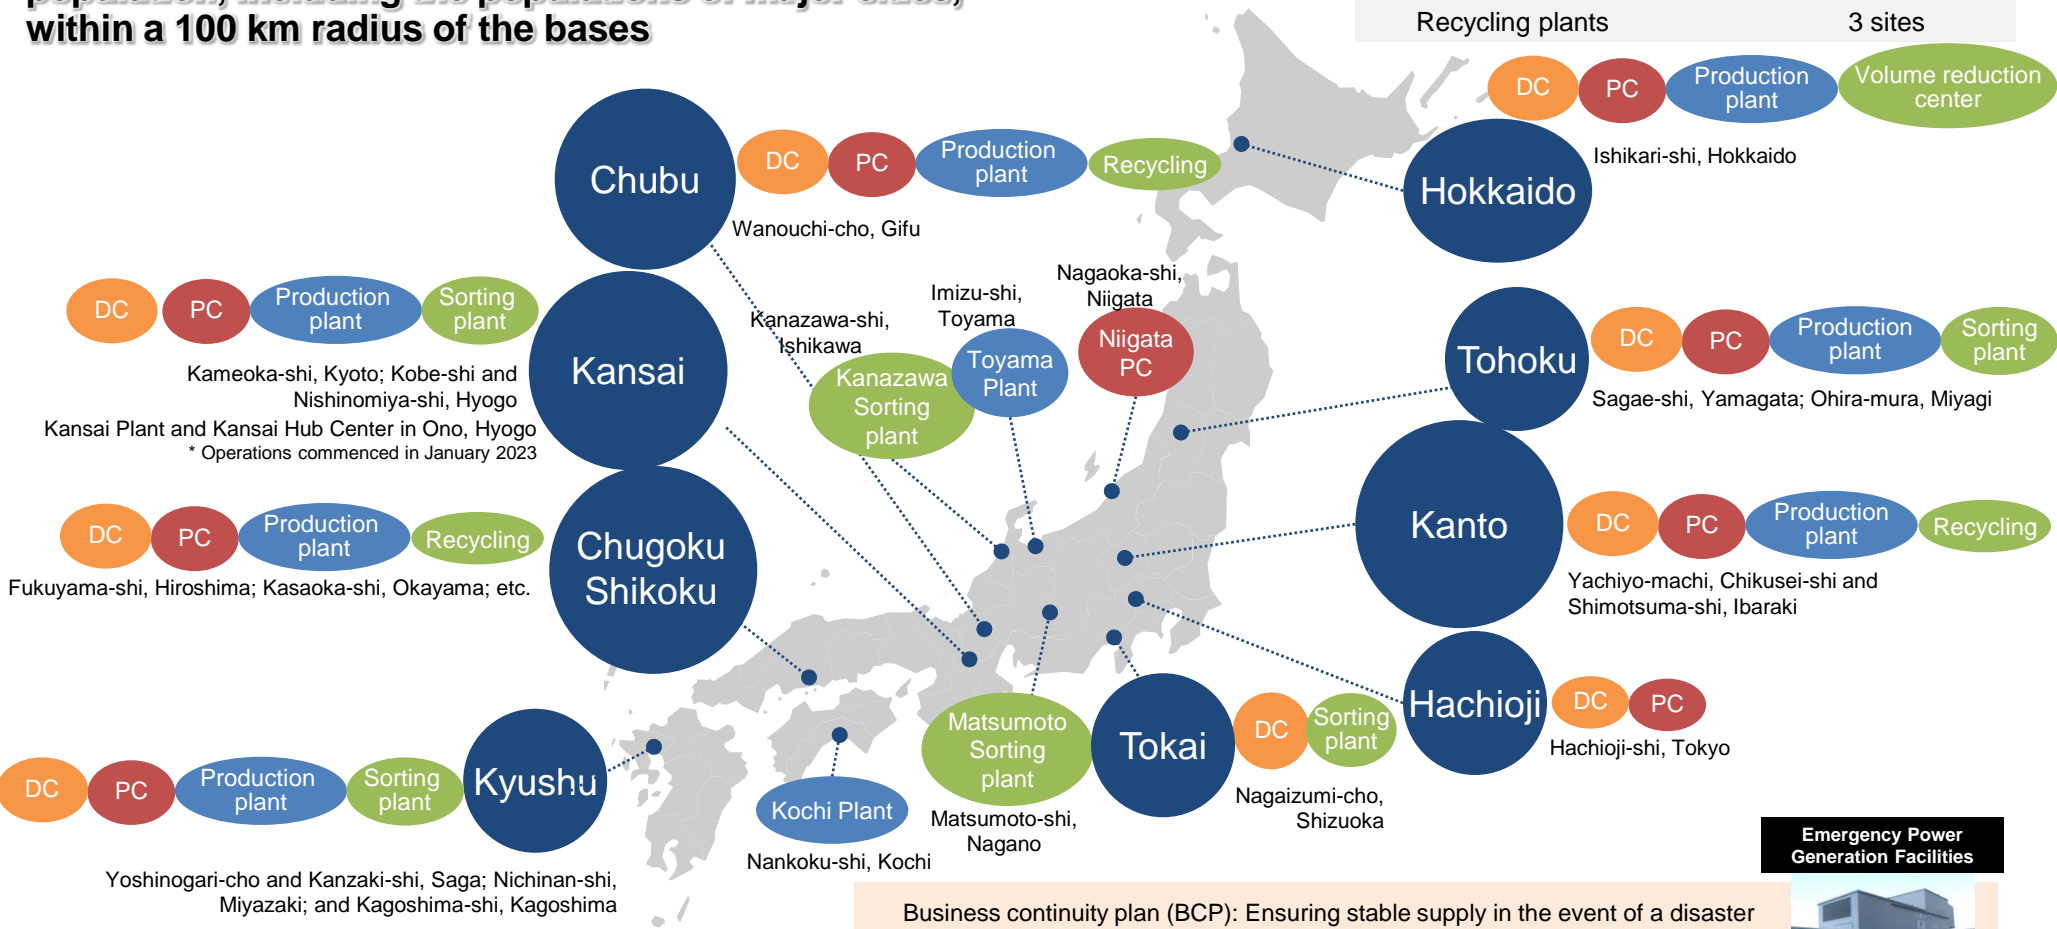 within a 100 km radius of the bases
Recycling plants 3 sites
DC
PC
Production
plant
Volume reduction
center
Hokkaido
Ishikari-shi, Hokkaido
Chubu
DC
PC
Production
plant
Recycling
Wanouchi-cho, Gifu
DC
PC
Production
plant
Sorting
plant
Kansai
Kameoka-shi, Kyoto; Kobe-shi and
Nishinomiya-shi, Hyogo
Kansai Plant and Kansai Hub Center in Ono, Hyogo
* Operations commenced in January 2023
Kanazawa-shi,
Ishikawa
Kanazawa
Sorting
plant
Imizu-shi,
Toyama
Toyama
Plant
Nagaoka-shi,
Niigata
Niigata
PC
Tohoku
DC
PC
Production
plant
Sorting
plant
Sagae-shi, Yamagata; Ohira-mura, Miyagi
DC
PC
Production
plant
Recycling
Chugoku
Shikoku
Fukuyama-shi, Hiroshima; Kasaoka-shi, Okayama; etc.
Kanto
DC
PC
Production
plant
Recycling
Yachiyo-machi, Chikusei-shi and
Shimotsuma-shi, Ibaraki
Hachioji
DC
PC
Hachioji-shi, Tokyo
DC
PC
Production
plant
Sorting
plant
Kyushu
Yoshinogari-cho and Kanzaki-shi, Saga; Nichinan-shi,
Miyazaki; and Kagoshima-shi, Kagoshima
Kochi Plant
Nankoku-shi, Kochi
Matsumoto
Sorting
plant
Matsumoto-shi,
Nagano
Tokai
DC
Sorting
plant
Nagaizumi-cho,
Shizuoka
Emergency Power
Generation Facilities
Business continuity plan (BCP): Ensuring stable supply in the event of a disaster